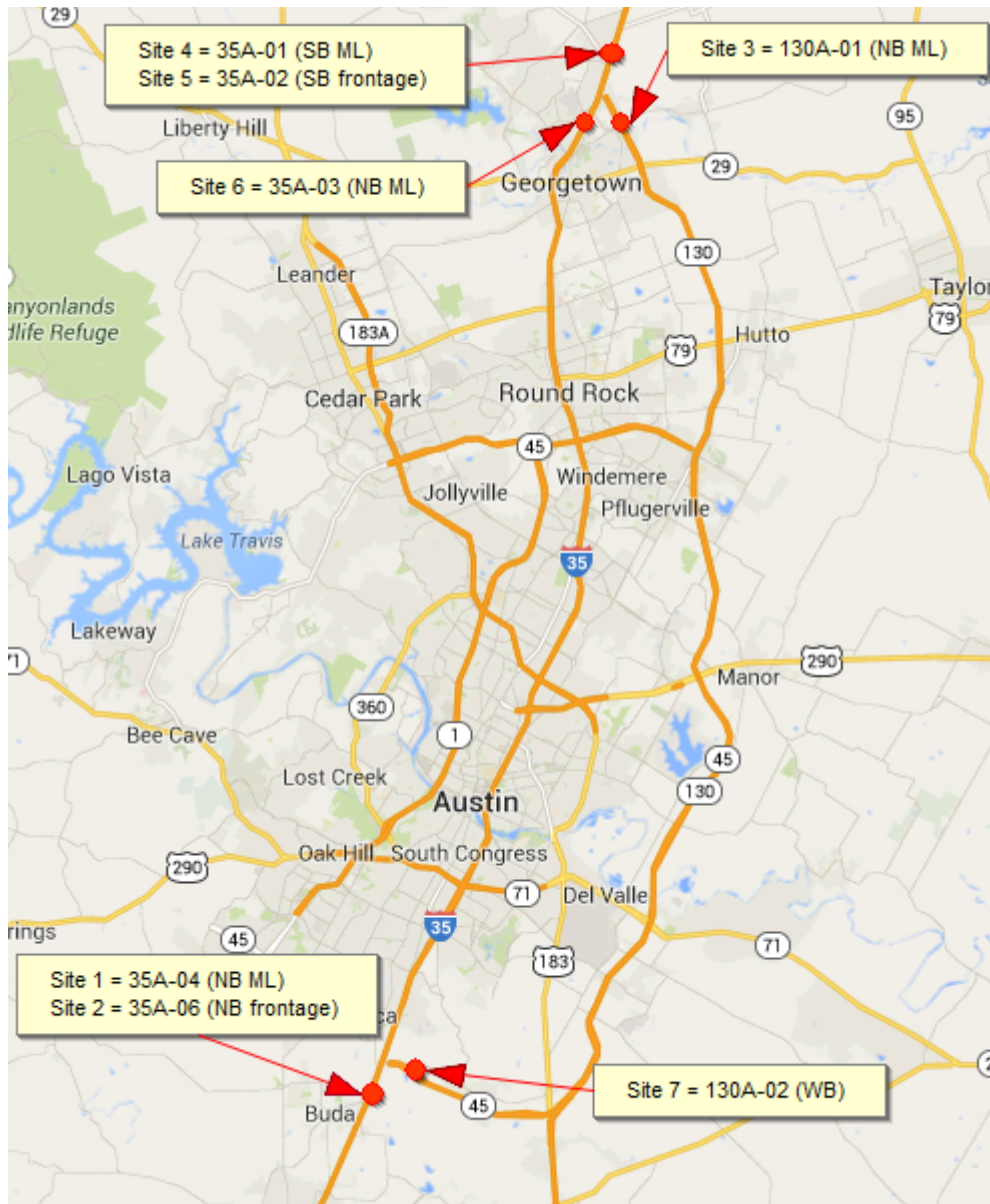 29
Site 4 = 35A-01 (SB ML)
Site 5 = 35A-02 (SB frontage)
Site 3 = 130A-01 (NB ML)
95
Liberty Hill
Site 6 = 35A-03 (NB ML)
29
Georgetown
130
Leander
anyonlands
dlife Refuge
Taylor
183A
79
Hutto
79
Cedar Park
Round Rock
45
Lago Vista
Windemere
Jollyville
Pflugerville
Lake Travis
35
Lakeway
71
290
Manor
360
Bee Cave
1
45
Lost Creek
130
Austin
Oak Hill
South Congress
290
71
Del Valle
rings
45
35
71
183
Site 1 = 35A-04 (NB ML)
Site 2 = 35A-06 (NB frontage)
ca
Site 7 = 130A-02 (WB)
Buda
45